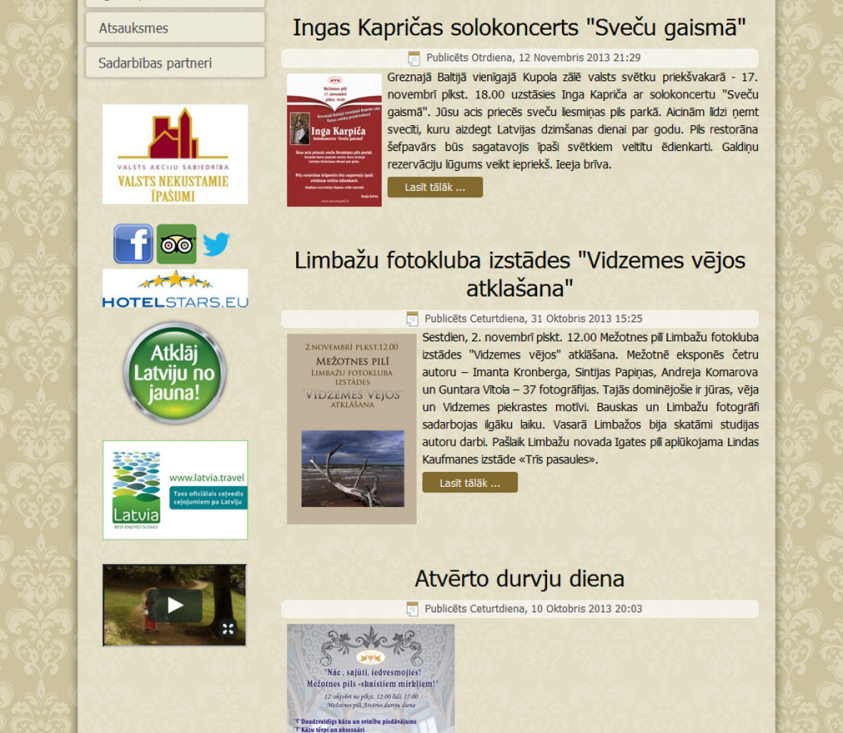 Atsauksmes
Sadarbības partneri
VALSTS AKCIJU SABIEDRĪBA
VALSTS NEKUSTAMIE
ĪPAŠUMI
HOTELSTARS.EU
Atklāj
Latviju no
jauna!
www.latvia.travel
Tavs oficiālais ceļvedis
ceļojumiem pa Latviju
Latvia
BEST ENJOYED SLOWLY
Ingas Kapričas solokoncerts "Sveču gaismā"
Publicēts Otrdiena, 12 Novembris 2013 21:29
Mežotnes pilī
Inga Karpiča
Greznajā Baltijā vienīgajā Kupola zālē valsts svētku priekšvakarā - 17.
novembrī plkst. 18.00 uzstāsies Inga Kapriča ar solokoncertu "Sveču
gaismā". Jūsu acis priecēs sveču liesmiņas pils parkā. Aicinām līdzi ņemt
svecīti, kuru aizdegt Latvijas dzimšanas dienai par godu. Pils restorāna
šefpavārs būs sagatavojis īpaši svētkiem veltītu ēdienkarti. Galdiņu
rezervāciju lūgums veikt iepriekš. Ieeja brīva.
Lasīt tālāk ...
Limbažu fotokluba izstādes "Vidzemes vējos
atklašana"
Publicēts Ceturtdiena, 31 Oktobris 2013 15:25
2.NOVEMBRĪ PLKST.12.00
MEŽOTNES PILĪ
LIMBAŽU FOTOKLUBA
IZSTĀDES
"VIDZEMES VĒJOS"
ATKLĀŠANA
Sestdien, 2. novembrī plskt. 12.00 Mežotnes pilī Limbažu fotokluba
izstādes "Vidzemes vējos" atklāšana. Mežotnē eksponēs četru
autoru – Imanta Kronberga, Sintijas Papiņas, Andreja Komarova
un Guntara Vītola – 37 fotogrāfijas. Tajās dominējošie ir jūras, vēja
un Vidzemes piekrastes motīvi. Bauskas un Limbažu fotogrāfi
sadarbojas ilgāku laiku. Vasarā Limbažos bija skatāmi studijas
autoru darbi. Pašlaik Limbažu novada Igates pilī aplūkojama Lindas
Kaufmanes izstāde «Trīs pasaules».
Lasīt tālāk ...
Atvērto durvju diena
Publicēts Ceturtdiena, 10 Oktobris 2013 20:03
"Nāc , sajūti, iedvesmojies!
Mežotnes pils -skaistiem mirkļiem!"
12. oktobrī no plkst. 12:00 līdz 17:00
Mežotnes pilī Atvērto durvju diena
Daudzveidīgs kāzu un svinību piedāvājums
Kāzu tērpi un aksesuāri